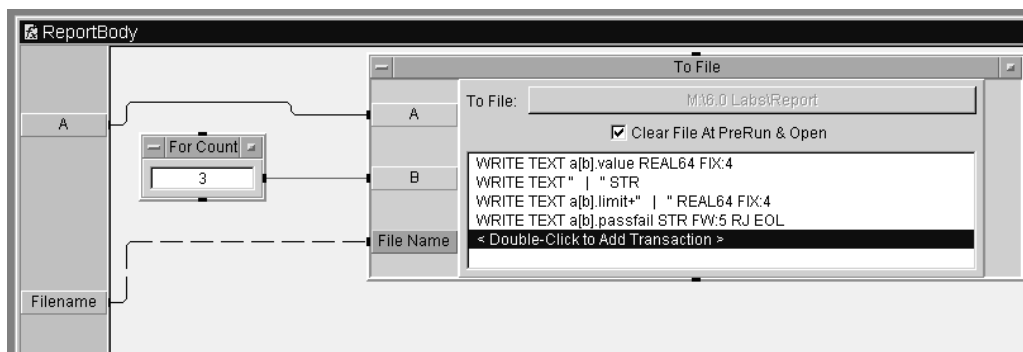 ReportBody
To File
To File:
M:\6.0 Labs\Report
A
A
Clear File At PreRun & Open
For Count
3
B
WRITE TEXT a[b].value REAL64 FIX:4
WRITE TEXT "  |  " STR
WRITE TEXT a[b].limit+"  |  " REAL64 FIX:4
WRITE TEXT a[b].passfail STR FW:5 RJ EOL
File Name
< Double-Click to Add Transaction >
Filename